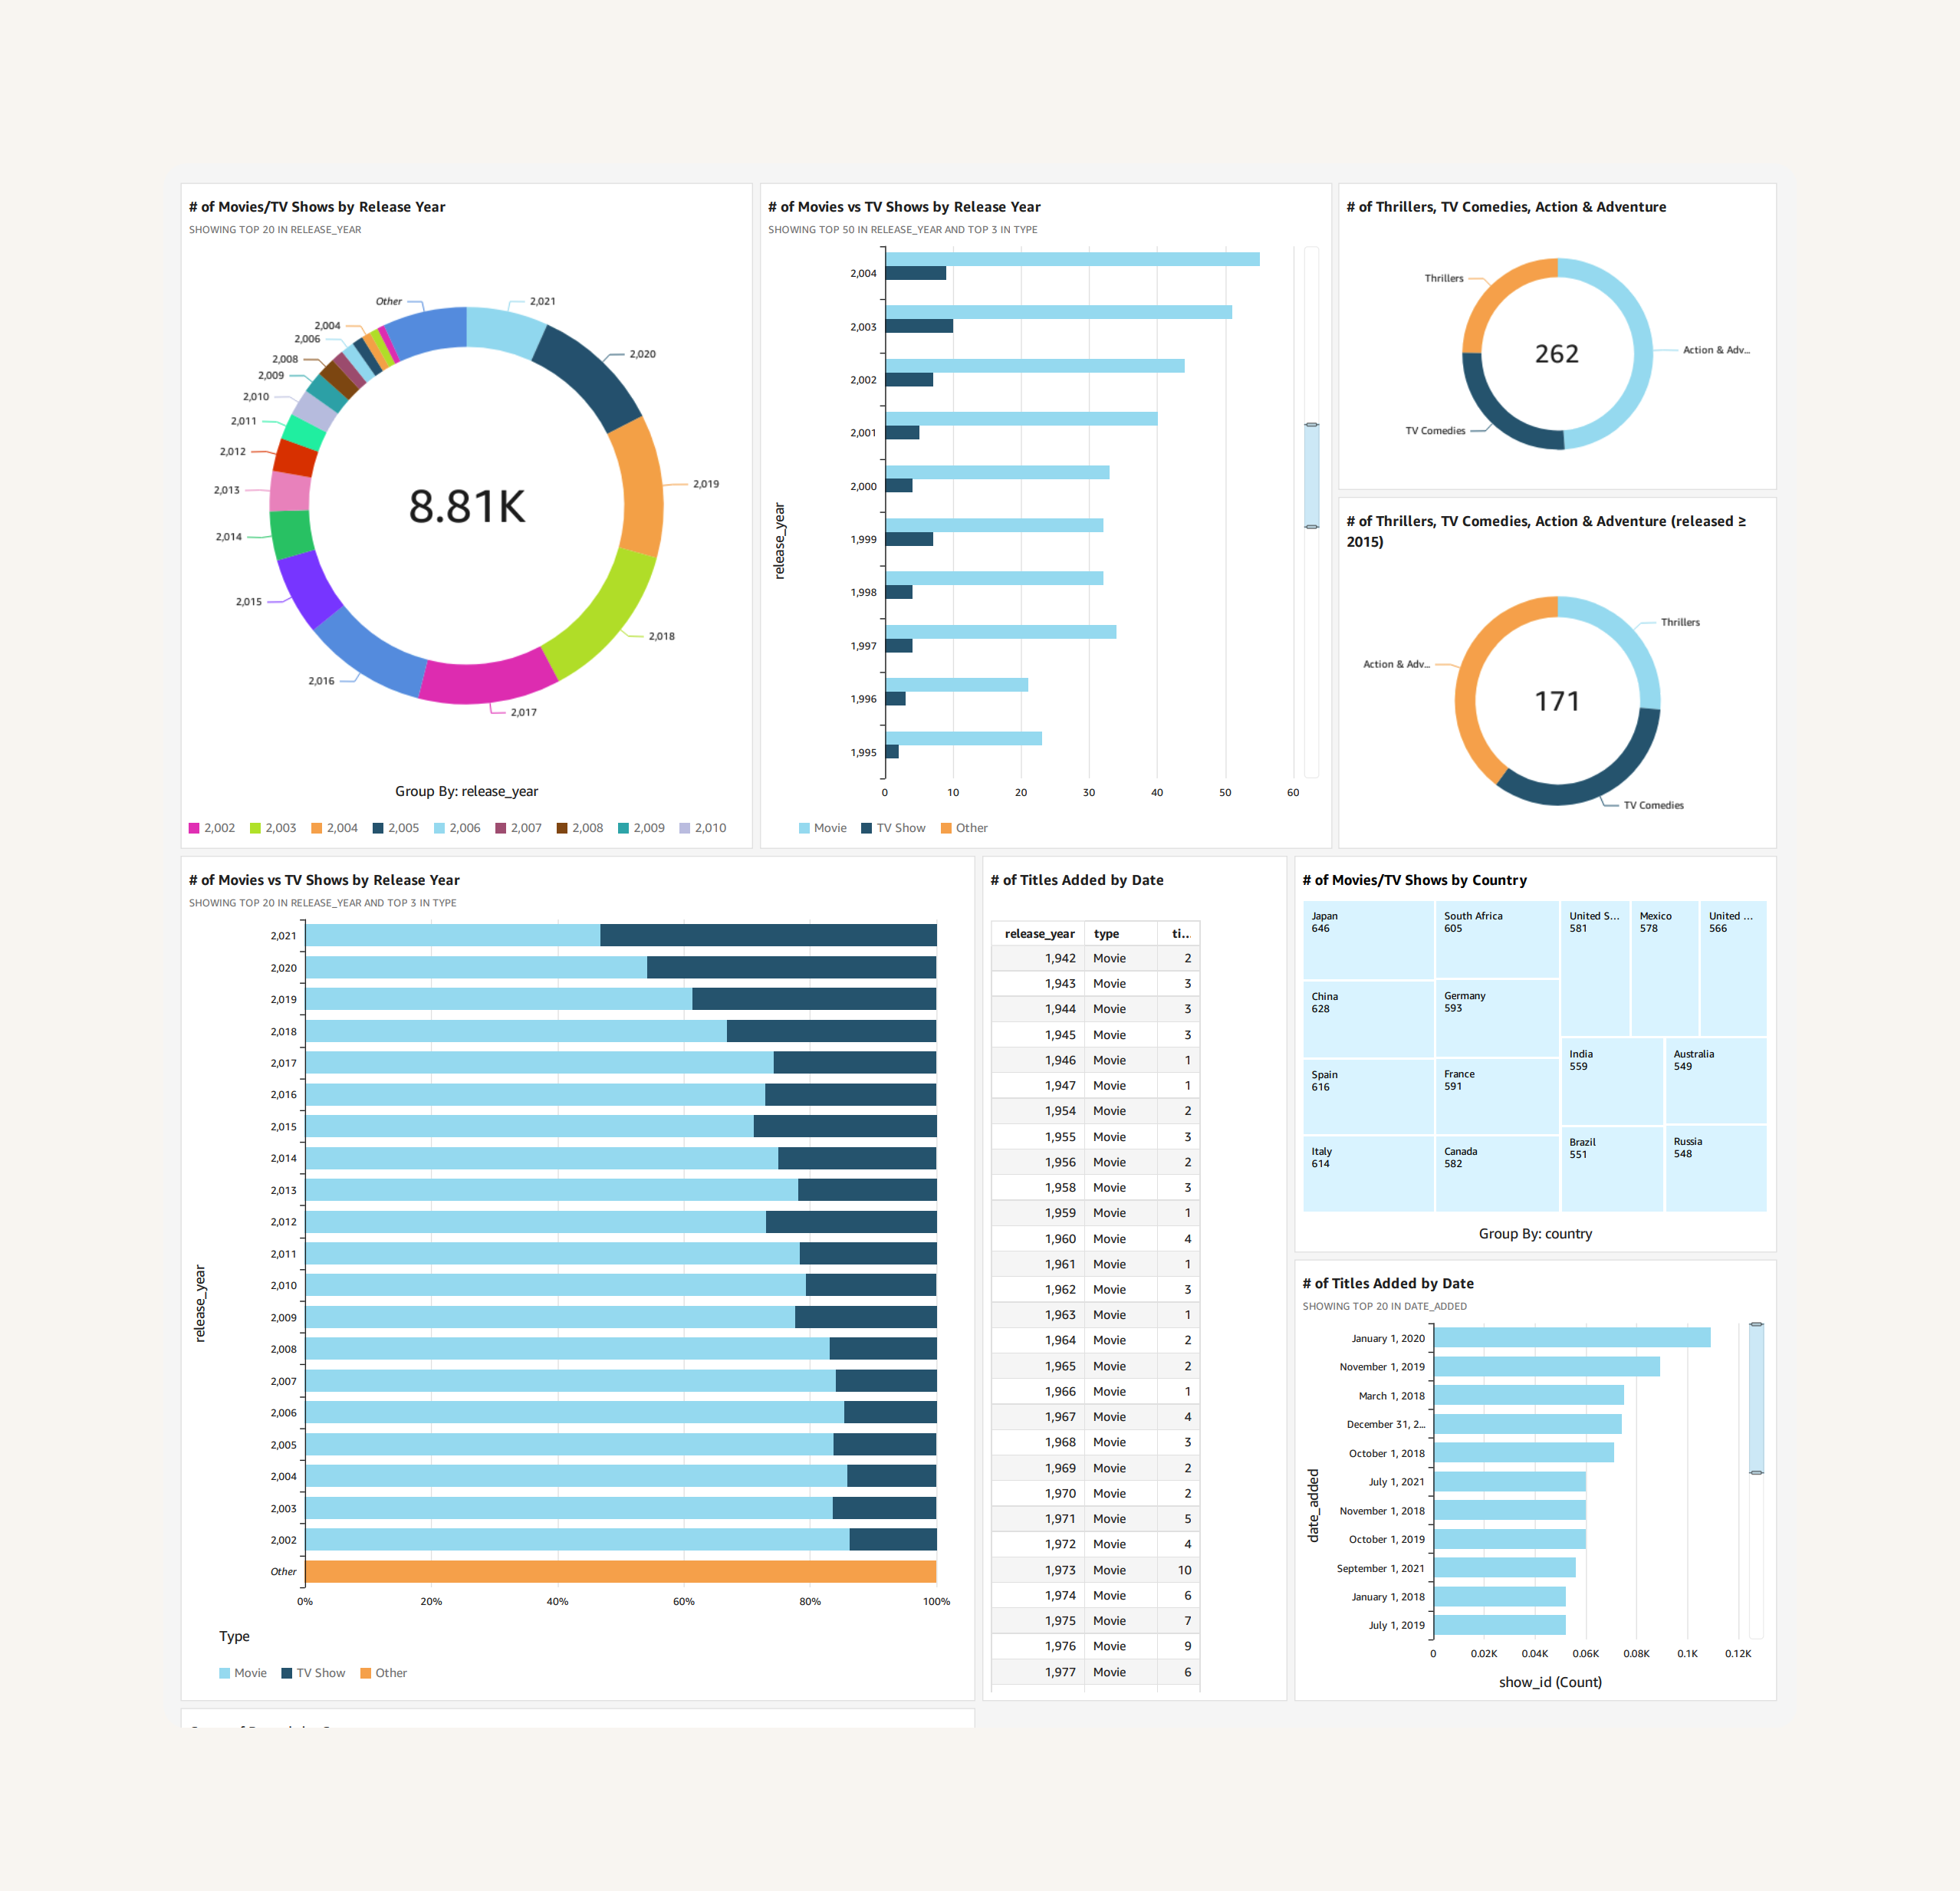 # of Movies/TV Shows by Release Year
SHOWING TOP 20 IN RELEASE_YEAR
Other
2,021
2,004
2,006
2,020
2,008
2,009
2,010
2,011
2,012
2,013
2,019
8.81K
2,014
2,015
2,018
2,016
2,017
Group By: release_year
2,002 2,003 2,004 2,005 2,006 2,007 2,008 2,009 2,010
# of Movies vs TV Shows by Release Year
SHOWING TOP 50 IN RELEASE_YEAR AND TOP 3 IN TYPE
release_year
2,004
2,003
2,002
2,001
2,000
1,999
1,998
1,997
1,996
1,995
0 10 20 30 40 50 60
Movie TV Show Other
# of Thrillers, TV Comedies, Action & Adventure
Thrillers
262
Action & Adv...
TV Comedies
# of Thrillers, TV Comedies, Action & Adventure (released ≥
2015)
Thrillers
Action & Adv...
171
TV Comedies
# of Movies vs TV Shows by Release Year
SHOWING TOP 20 IN RELEASE_YEAR AND TOP 3 IN TYPE
release_year
2,021
2,020
2,019
2,018
2,017
2,016
2,015
2,014
2,013
2,012
2,011
2,010
2,009
2,008
2,007
2,006
2,005
2,004
2,003
2,002
Other
0% 20% 40% 60% 80% 100%
Type
Movie TV Show Other
# of Titles Added by Date
release_year type ti...
1,942 Movie 2
1,943 Movie 3
1,944 Movie 3
1,945 Movie 3
1,946 Movie 1
1,947 Movie 1
1,954 Movie 2
1,955 Movie 3
1,956 Movie 2
1,958 Movie 3
1,959 Movie 1
1,960 Movie 4
1,961 Movie 1
1,962 Movie 3
1,963 Movie 1
1,964 Movie 2
1,965 Movie 2
1,966 Movie 1
1,967 Movie 4
1,968 Movie 3
1,969 Movie 2
1,970 Movie 2
1,971 Movie 5
1,972 Movie 4
1,973 Movie 10
1,974 Movie 6
1,975 Movie 7
1,976 Movie 9
1,977 Movie 6
# of Movies/TV Shows by Country
Japan
646
China
628
Spain
616
Italy
614
South Africa
605
Germany
593
France
591
Canada
582
United S...
581
Mexico
578
United ...
566
India
559
Australia
549
Brazil
551
Russia
548
Group By: country
# of Titles Added by Date
SHOWING TOP 20 IN DATE_ADDED
date_added
January 1, 2020
November 1, 2019
March 1, 2018
December 31, 2...
October 1, 2018
July 1, 2021
November 1, 2018
October 1, 2019
September 1, 2021
January 1, 2018
July 1, 2019
0 0.02K 0.04K 0.06K 0.08K 0.1K 0.12K
show_id (Count)